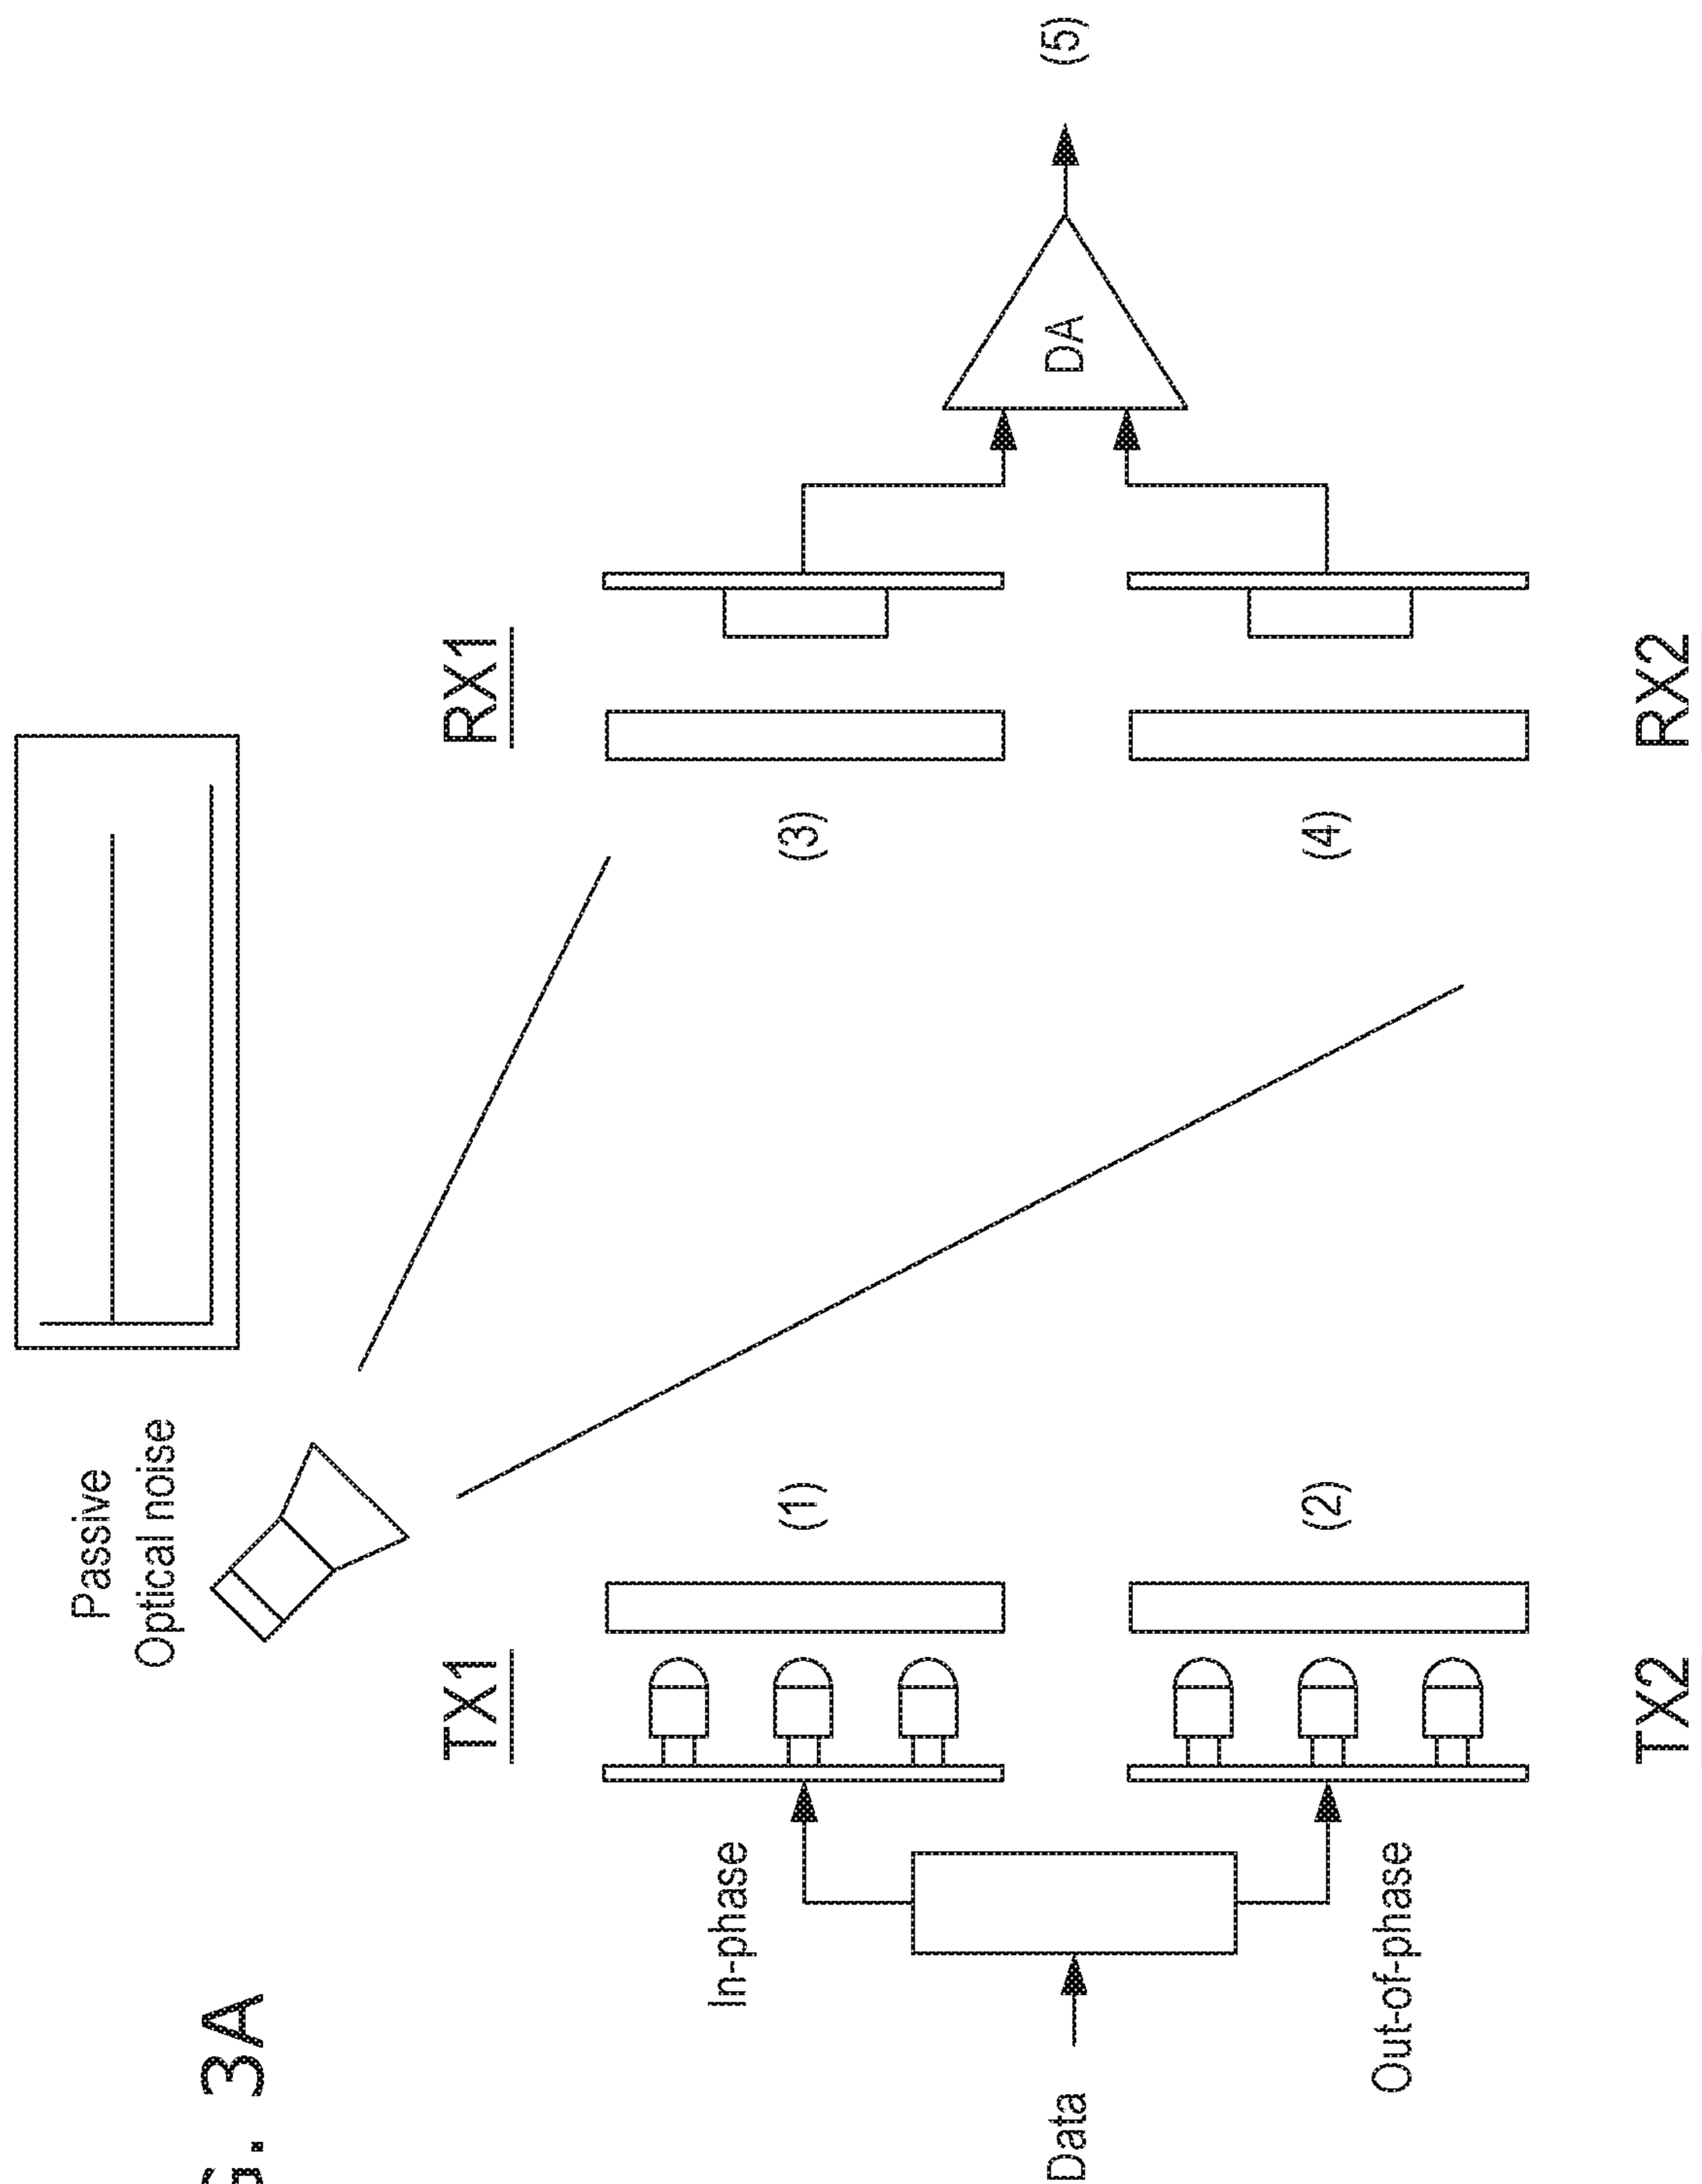 G. 3A
Passive
Optical noise
TX1
RX1
In-phase
(1)
(3)
Data
DA
(5)
Out-of-phase
(2)
(4)
TX2
RX2